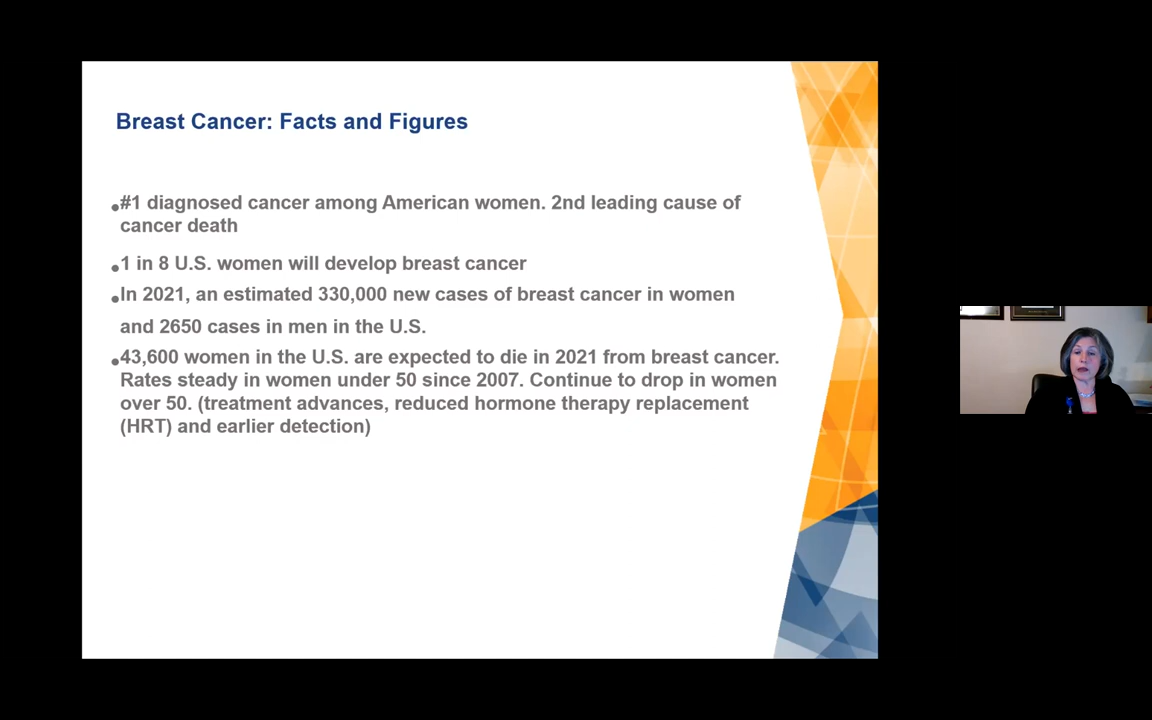 Breast Cancer: Facts and Figures
•#1 diagnosed cancer among American women. 2nd leading cause of
cancer death
•1 in 8 U.S. women will develop breast cancer
•In 2021, an estimated 330,000 new cases of breast cancer in women
and 2650 cases in men in the U.S.
•43,600 women in the U.S. are expected to die in 2021 from breast cancer.
Rates steady in women under 50 since 2007. Continue to drop in women
over 50. (treatment advances, reduced hormone therapy replacement
(HRT) and earlier detection)